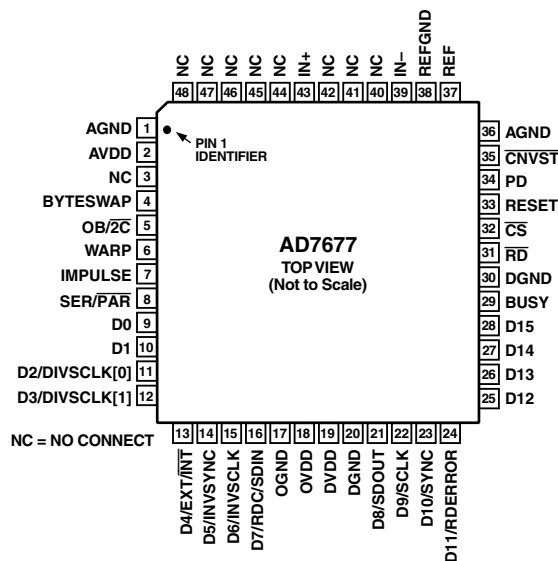 NC
NC
NC
NC
NC
IN+
NC
NC
NC
IN–
REFGND
REF
48 47 46 45 44 43 42 41 40 39 38 37
AGND 1
AVDD 2
NC 3
BYTESWAP 4
OB/2C̅ 5
WARP 6
IMPULSE 7
SER/P̅A̅R̅ 8
D0 9
D1 10
D2/DIVSCLK[0] 11
D3/DIVSCLK[1] 12
PIN 1
IDENTIFIER
AD7677
TOP VIEW
(Not to Scale)
36 AGND
35 C̅N̅V̅S̅T̅
34 PD
33 RESET
32 C̅S̅
31 R̅D̅
30 DGND
29 BUSY
28 D15
27 D14
26 D13
25 D12
NC = NO CONNECT
13 14 15 16 17 18 19 20 21 22 23 24
D4/EXT/I̅N̅T̅
D5/INVSYNC
D6/INVSCLK
D7/RDC/SDIN
OGND
OVDD
DVDD
DGND
D8/SDOUT
D9/SCLK
D10/SYNC
D11/RDERROR